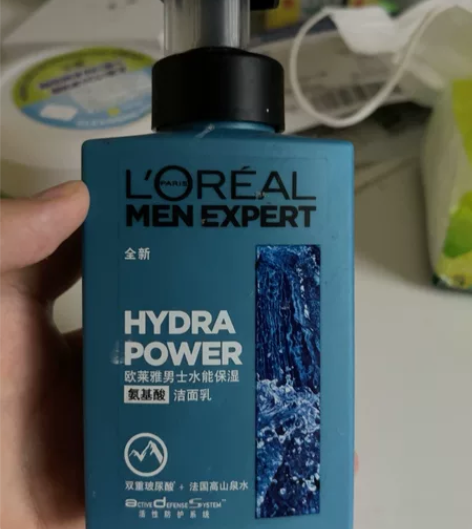 L'ORÉAL
PARIS
MEN EXPERT
全新
HYDRA
POWER
欧莱雅男士水能保湿
氨基酸 洁面乳
双重玻尿酸* + 法国高山泉水
ACTIVE DEFENSE SYSTEM™
活性防护系统